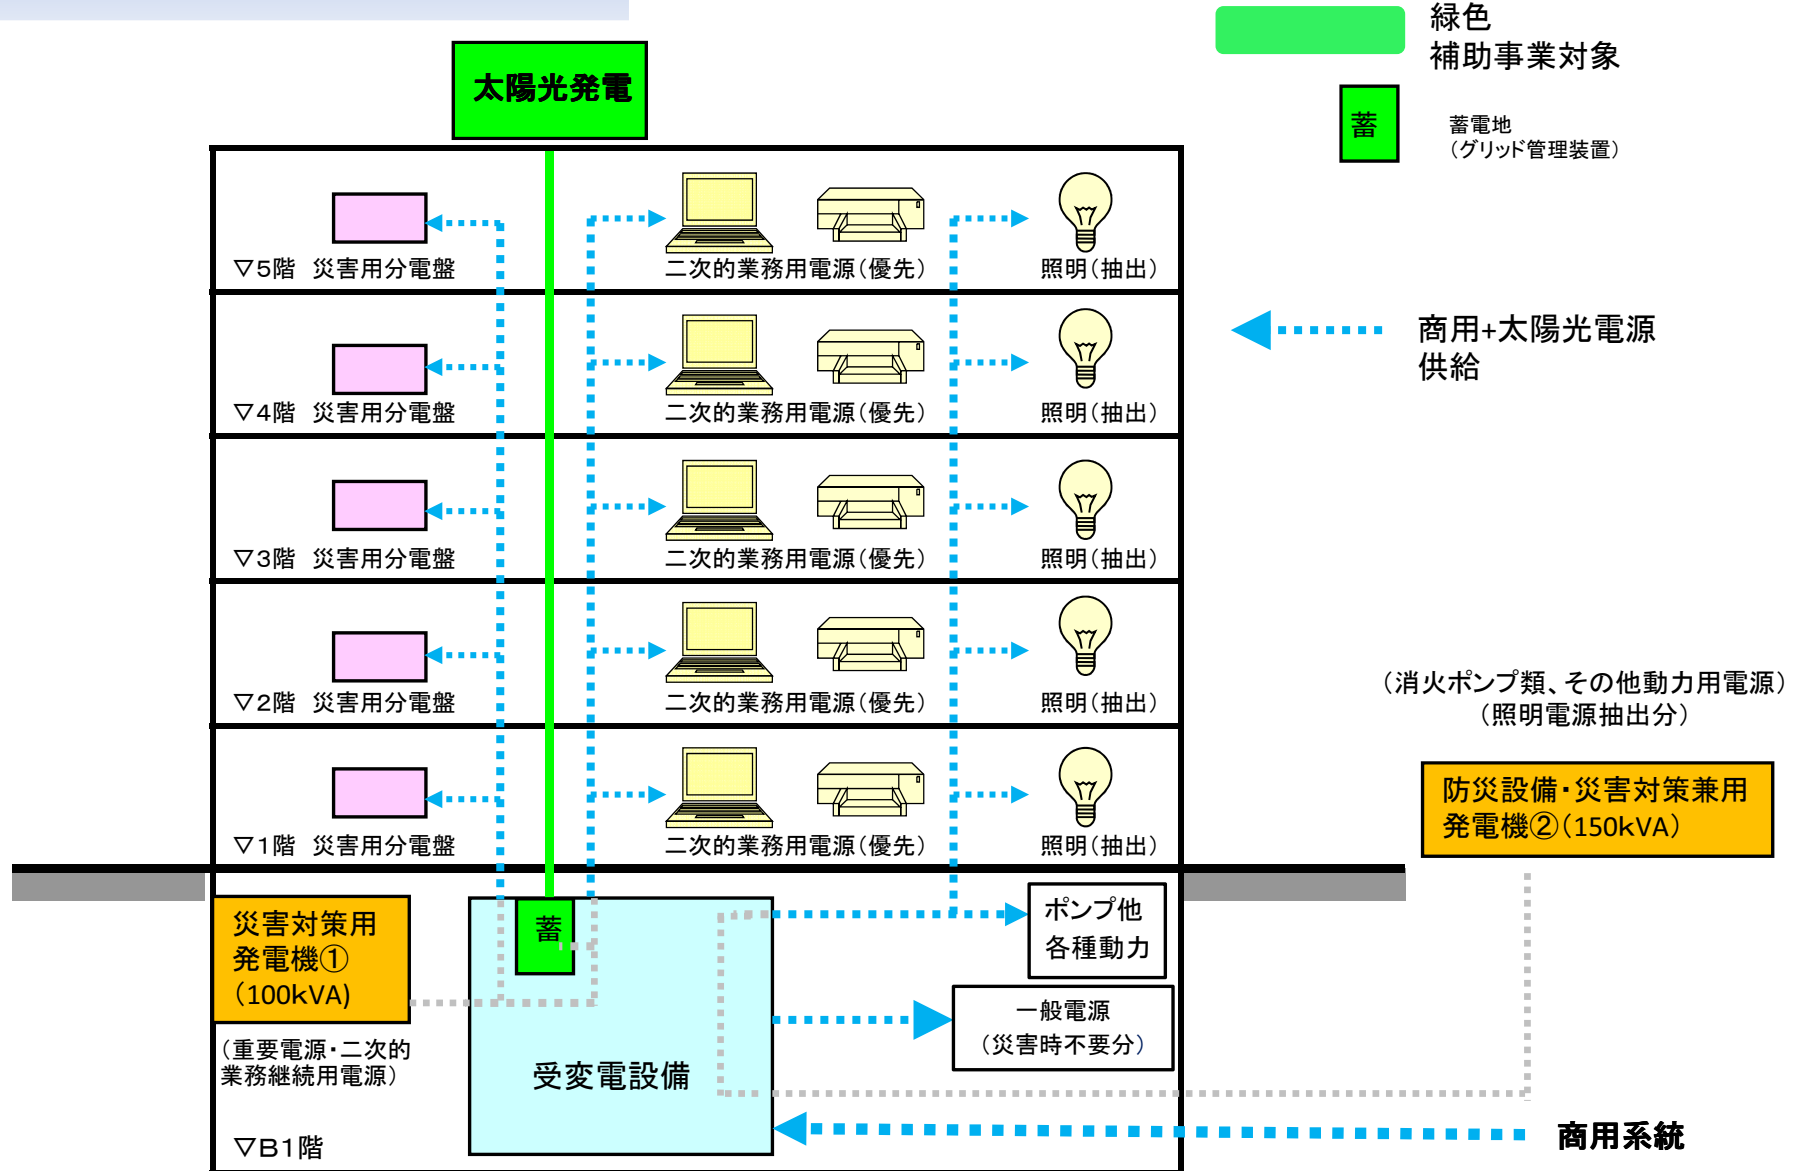 緑色
補助事業対象
太陽光発電
蓄
蓄電地
（グリッド管理装置）
▽5階 災害用分電盤
二次的業務用電源（優先）
照明（抽出）
商用+太陽光電源
供給
▽4階 災害用分電盤
二次的業務用電源（優先）
照明（抽出）
▽3階 災害用分電盤
二次的業務用電源（優先）
照明（抽出）
▽2階 災害用分電盤
二次的業務用電源（優先）
照明（抽出）
（消火ポンプ類、その他動力用電源）
（照明電源抽出分）
防災設備・災害対策兼用
発電機②（150kVA）
▽1階 災害用分電盤
二次的業務用電源（優先）
照明（抽出）
災害対策用
発電機①
（100kVA)
（重要電源・二次的
業務継続用電源）
蓄
受変電設備
ポンプ他
各種動力
一般電源
（災害時不要分）
商用系統
▽B1階